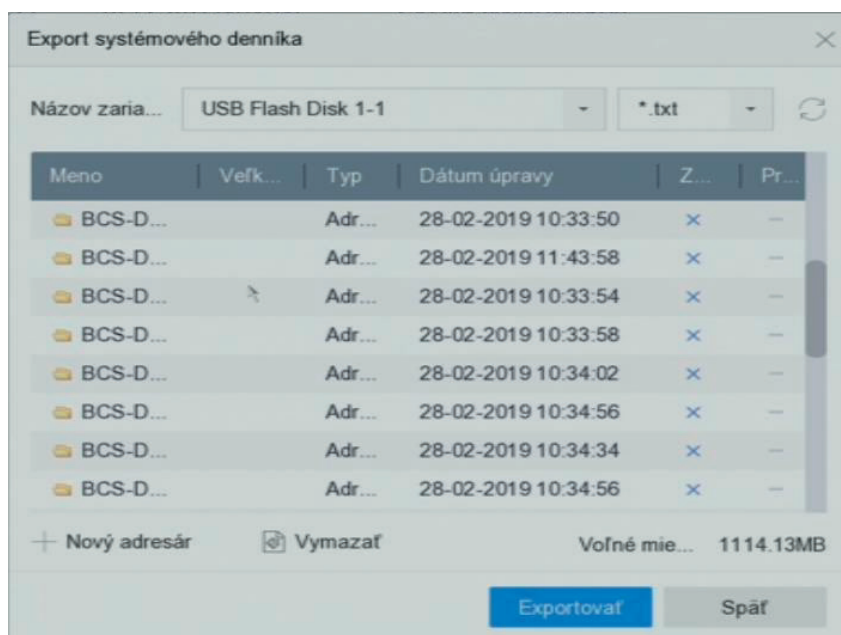 Export systémového denníka
Názov zaria... USB Flash Disk 1-1 *.txt
Meno Veľk... Typ Dátum úpravy Z... Pr...
BCS-D... Adr... 28-02-2019 10:33:50
BCS-D... Adr... 28-02-2019 11:43:58
BCS-D... Adr... 28-02-2019 10:33:54
BCS-D... Adr... 28-02-2019 10:33:58
BCS-D... Adr... 28-02-2019 10:34:02
BCS-D... Adr... 28-02-2019 10:34:56
BCS-D... Adr... 28-02-2019 10:34:34
BCS-D... Adr... 28-02-2019 10:34:56
Nový adresár Vymazať Voľné mie... 1114.13MB
Exportovať Späť